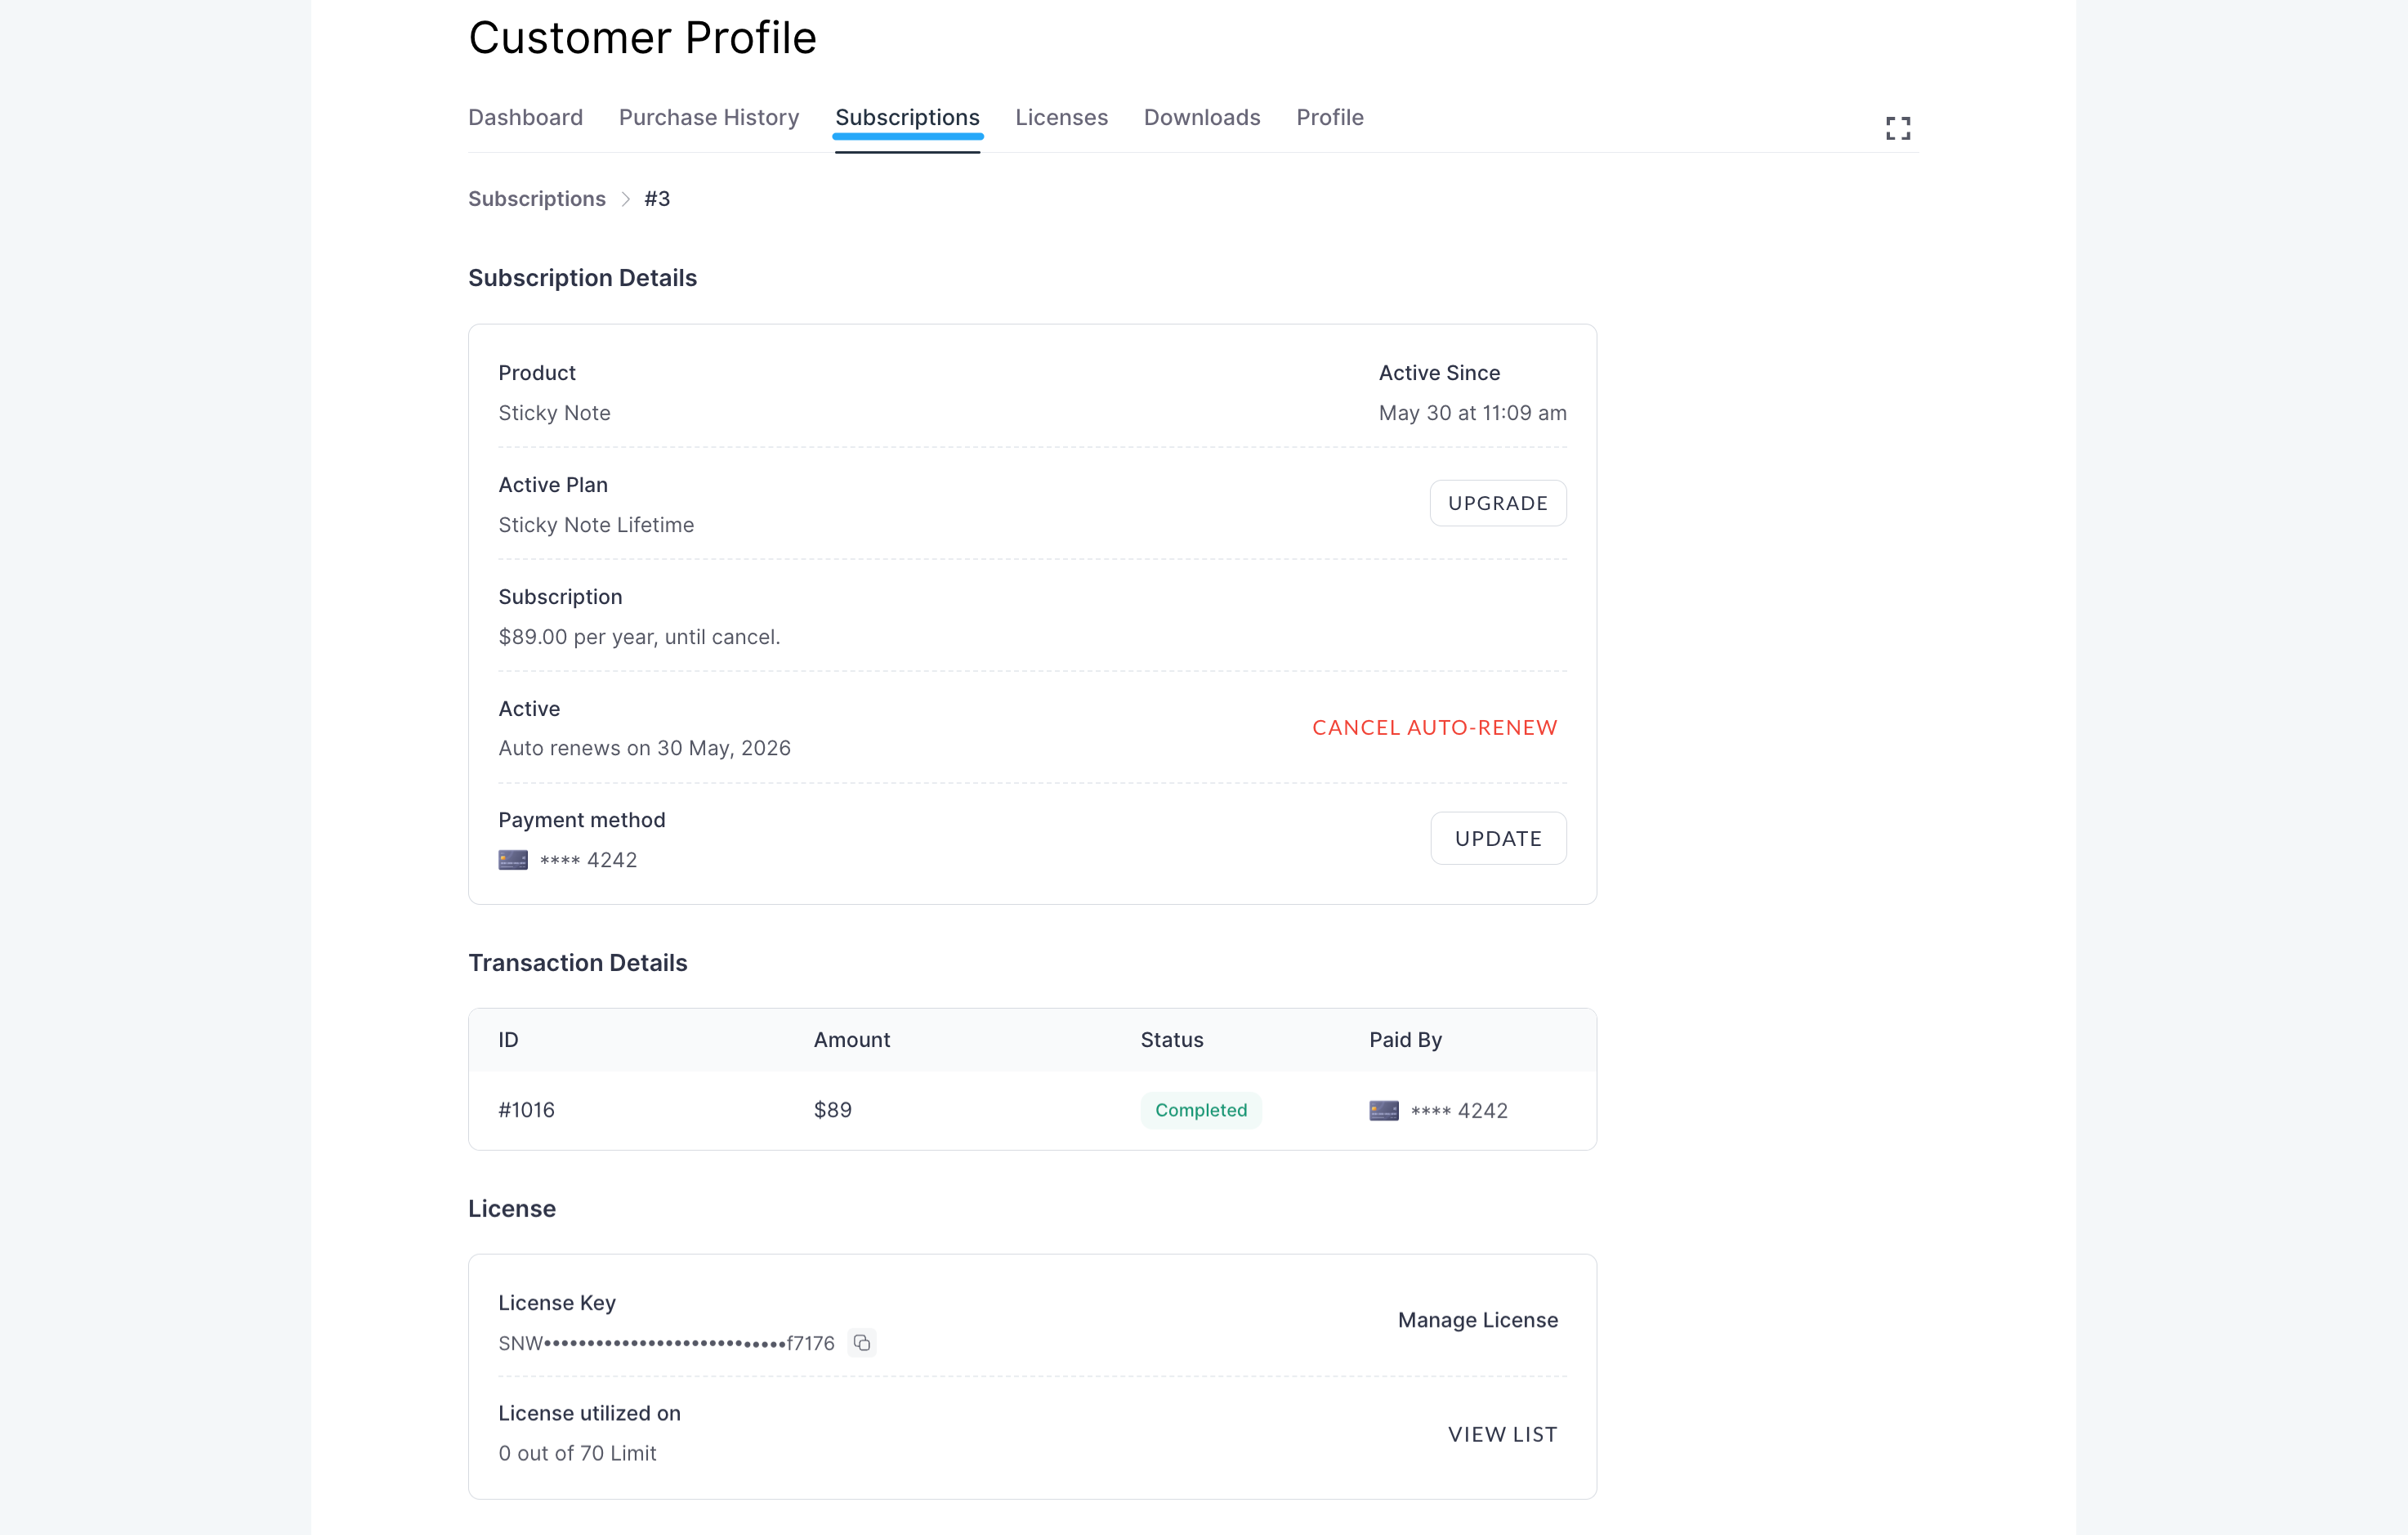 Customer Profile
Dashboard Purchase History Subscriptions Licenses Downloads Profile
Subscriptions #3
Subscription Details
Product Active Since
Sticky Note May 30 at 11:09 am
Active Plan
Sticky Note Lifetime
UPGRADE
Subscription
$89.00 per year, until cancel.
Active
Auto renews on 30 May, 2026
CANCEL AUTO-RENEW
Payment method
**** 4242
UPDATE
Transaction Details
ID Amount Status Paid By
#1016 $89 Completed **** 4242
License
License Key
SNW••••••••••••••••••••••••••••f7176
Manage License
License utilized on
0 out of 70 Limit
VIEW LIST